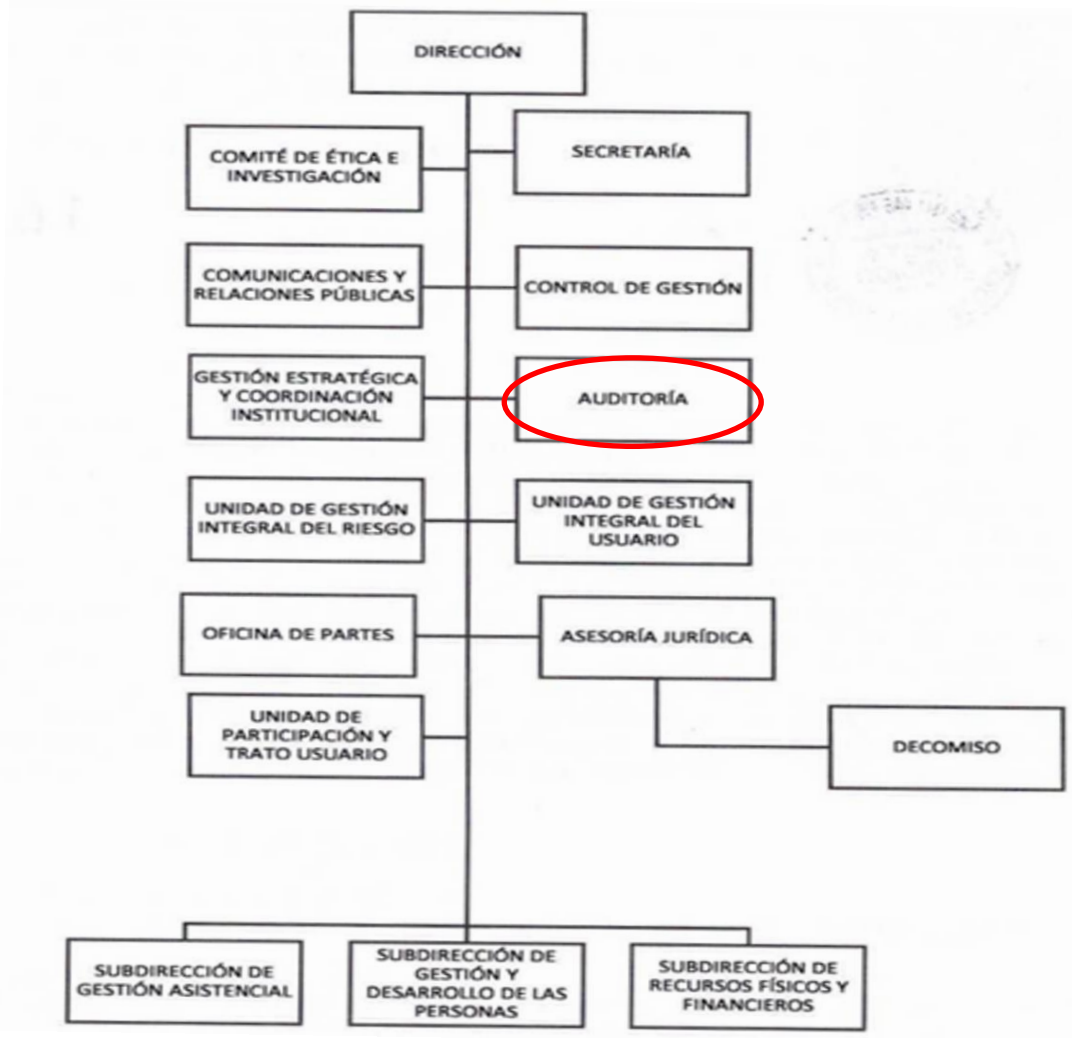 DIRECCIÓN
COMITÉ DE ÉTICA E
INVESTIGACIÓN
SECRETARÍA
COMUNICACIONES Y
RELACIONES PÚBLICAS
CONTROL DE GESTIÓN
GESTIÓN ESTRATÉGICA
Y COORDINACIÓN
INSTITUCIONAL
AUDITORÍA
UNIDAD DE GESTIÓN
INTEGRAL DEL RIESGO
UNIDAD DE GESTIÓN
INTEGRAL DEL
USUARIO
OFICINA DE PARTES
ASESORÍA JURÍDICA
UNIDAD DE
PARTICIPACIÓN Y
TRATO USUARIO
DECOMISO
SUBDIRECCIÓN DE
GESTIÓN ASISTENCIAL
SUBDIRECCIÓN DE
GESTIÓN Y
DESARROLLO DE LAS
PERSONAS
SUBDIRECCIÓN DE
RECURSOS FÍSICOS Y
FINANCIEROS